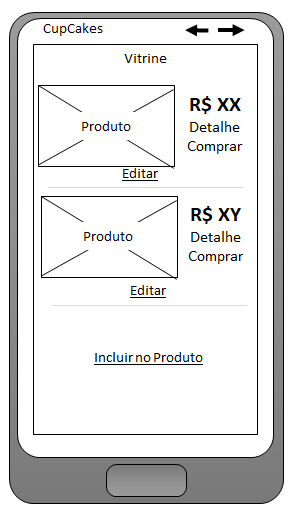 CupCakes
Vitrine
Produto
R$ XX
Detalhe
Comprar
Editar
Produto
R$ XY
Detalhe
Comprar
Editar
Incluir no Produto